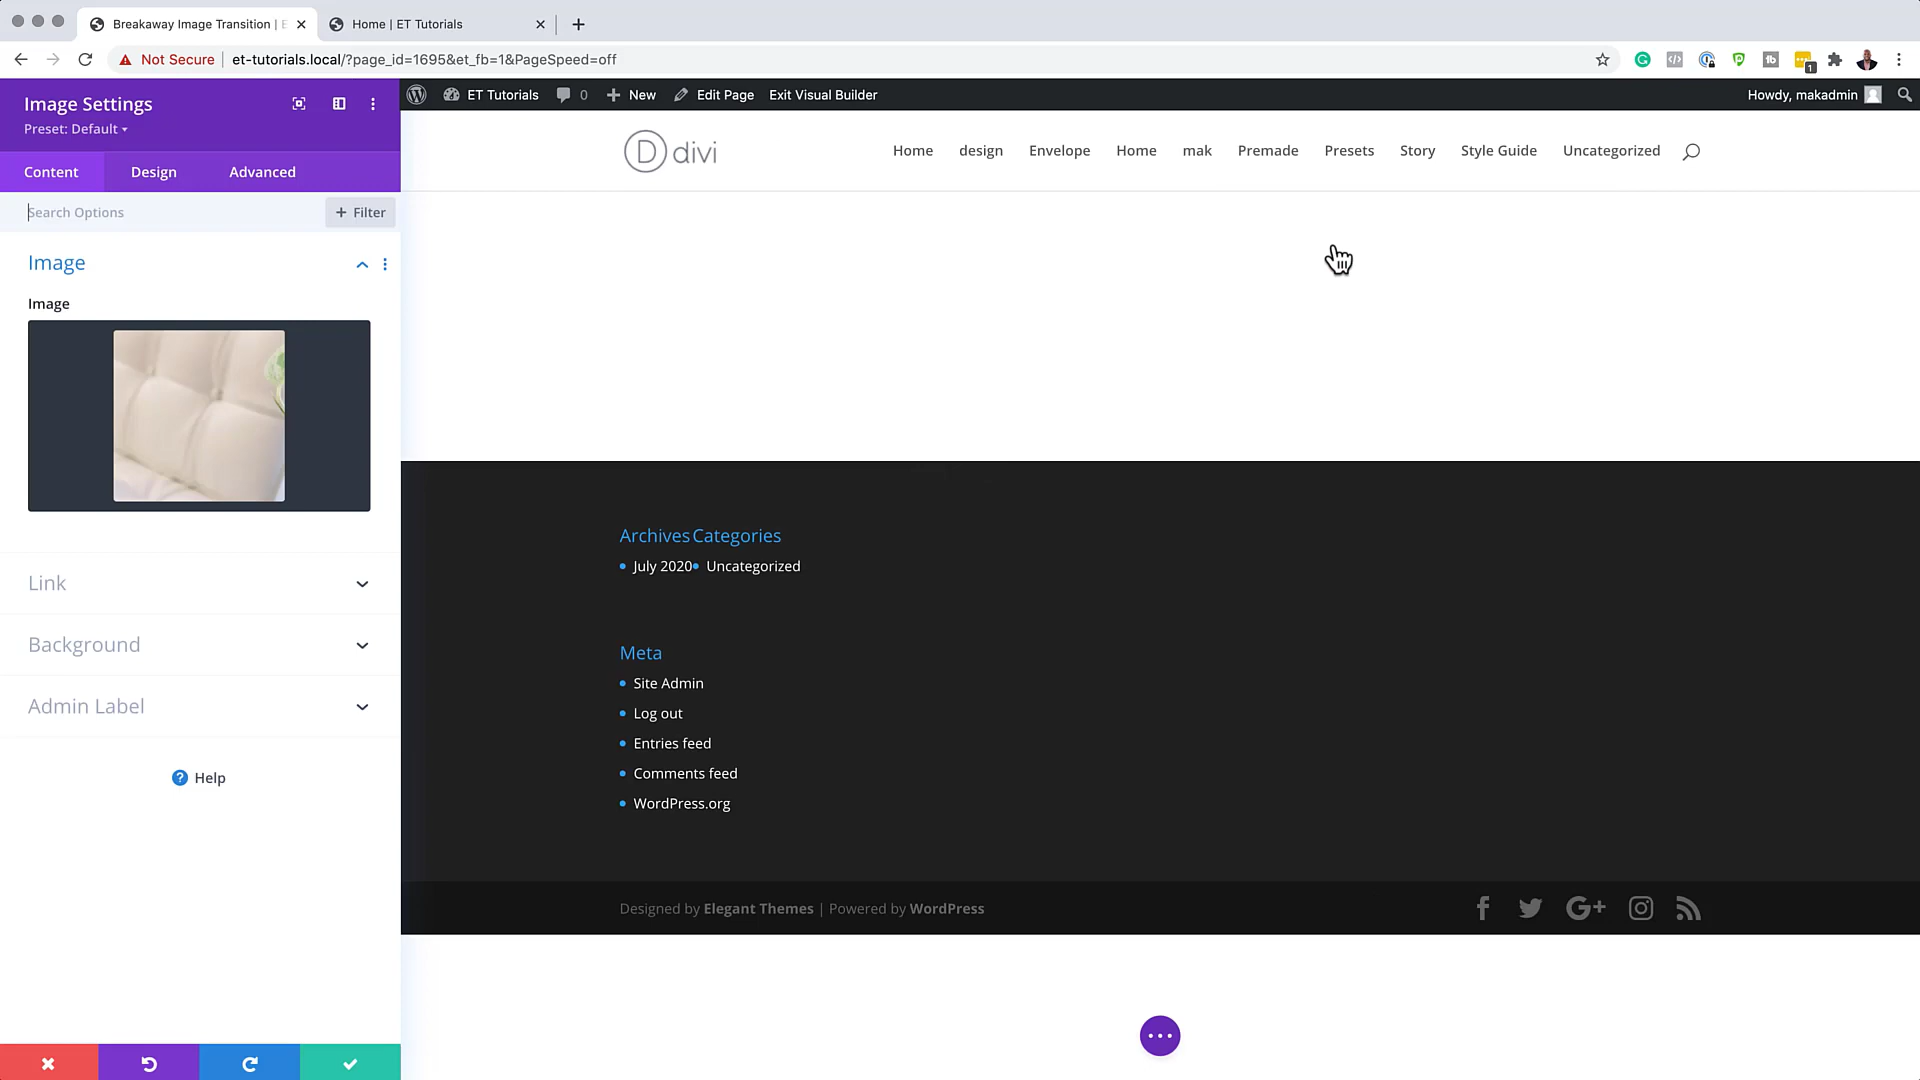 Breakaway Image Transition | E
Home | ET Tutorials
Not Secure
et-tutorials.local/?page_id=1695&et_fb=1&PageSpeed=off
1
Image Settings
Preset: Default
Content
Design
Advanced
Search Options
+ Filter
Image
Image
Link
Background
Admin Label
? Help
ET Tutorials
0
New
Edit Page
Exit Visual Builder
Howdy, makadmin
D divi
Home
design
Envelope
Home
mak
Premade
Presets
Story
Style Guide
Uncategorized
Archives
Categories
July 2020
Uncategorized
Meta
Site Admin
Log out
Entries feed
Comments feed
WordPress.org
Designed by Elegant Themes | Powered by WordPress